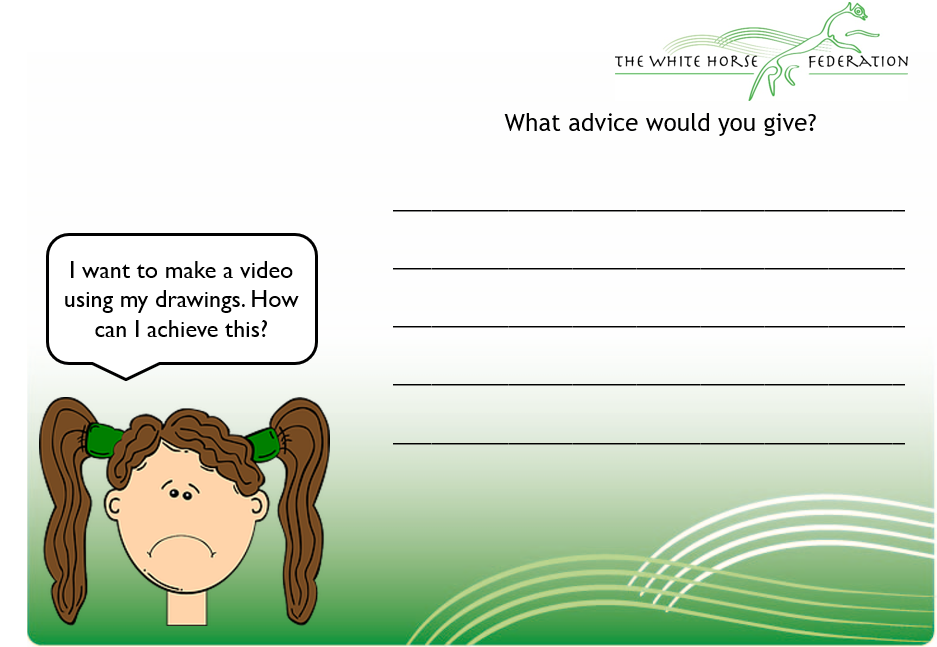 THE WHITE HORSE FEDERATION
What advice would you give?
I want to make a video
using my drawings. How
can I achieve this?